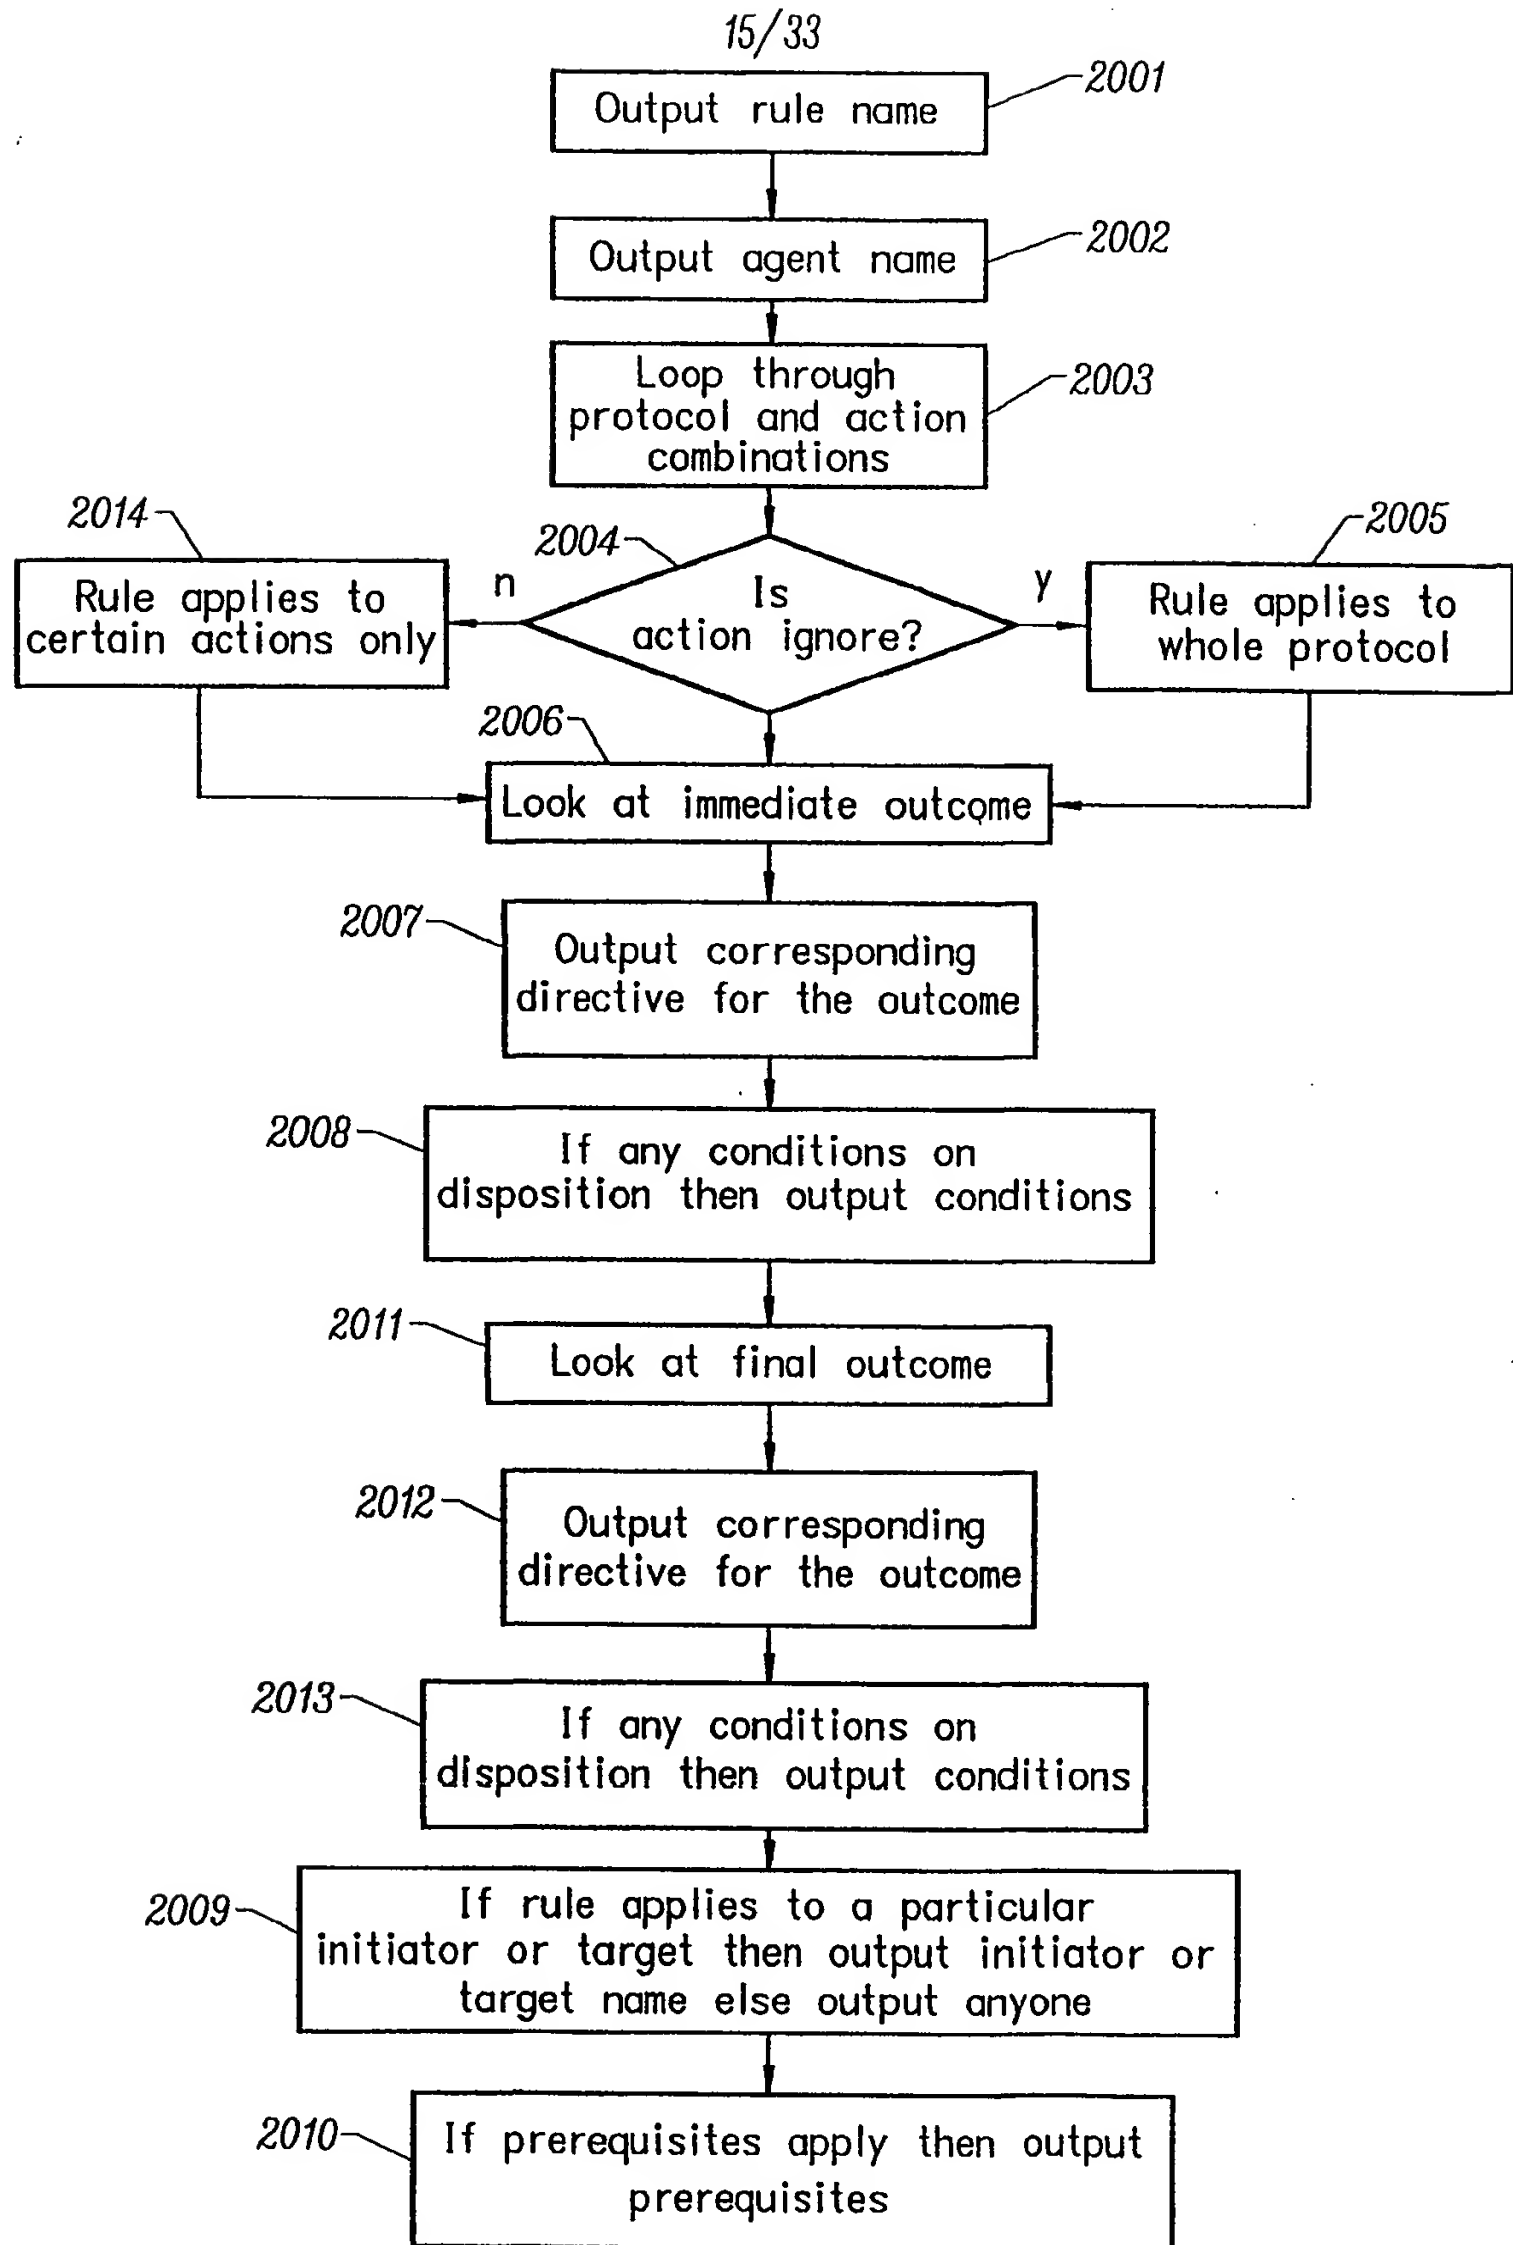 15/33
2001
Output rule name
2002
Output agent name
2003
Loop through
protocol and action
combinations
2014
2004
2005
n
y
Rule applies to
certain actions only
Is
action ignore?
Rule applies to
whole protocol
2006
Look at immediate outcome
2007
Output corresponding
directive for the outcome
2008
If any conditions on
disposition then output conditions
2011
Look at final outcome
2012
Output corresponding
directive for the outcome
2013
If any conditions on
disposition then output conditions
2009
If rule applies to a particular
initiator or target then output initiator or
target name else output anyone
2010
If prerequisites apply then output
prerequisites